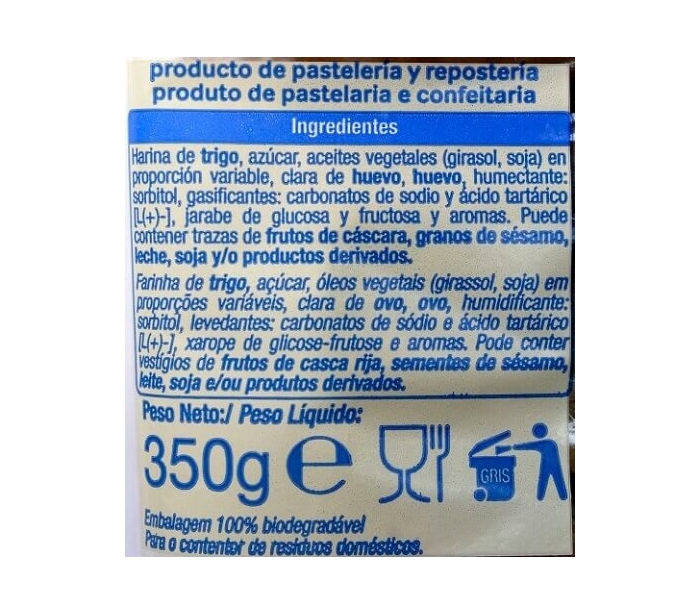 producto de pastelería y repostería
produto de pastelaria e confeitaria
Ingredientes
Harina de trigo, azúcar, aceites vegetales (girasol, soja) en
proporción variable, clara de huevo, huevo, humectante:
sorbitol, gasificantes: carbonatos de sodio y ácido tartárico
[L(+)-], jarabe de glucosa y fructosa y aromas. Puede
contener trazas de frutos de cáscara, granos de sésamo,
leche, soja y/o productos derivados.
Farinha de trigo, açúcar, óleos vegetais (girassol, soja) em
proporções variáveis, clara de ovo, ovo, humidificante:
sorbitol, levedantes: carbonatos de sódio e ácido tartárico
[L(+)-], xarope de glicose-frutose e aromas. Pode conter
vestígios de frutos de casca rija, sementes de sésamo,
leite, soja e/ou produtos derivados.
Peso Neto:/ Peso Líquido:
350g e
GRIS
Embalagem 100% biodegradável
Para o contentor de resíduos domésticos.